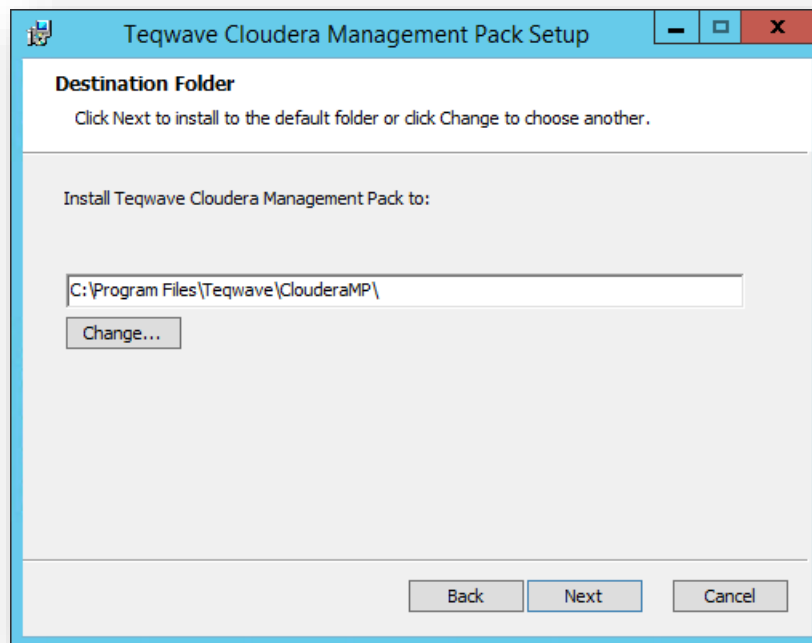 Teqwave Cloudera Management Pack Setup
Destination Folder
Click Next to install to the default folder or click Change to choose another.
Install Teqwave Cloudera Management Pack to:
C:\Program Files\Teqwave\ClouderaMP\
Change...
Back Next Cancel